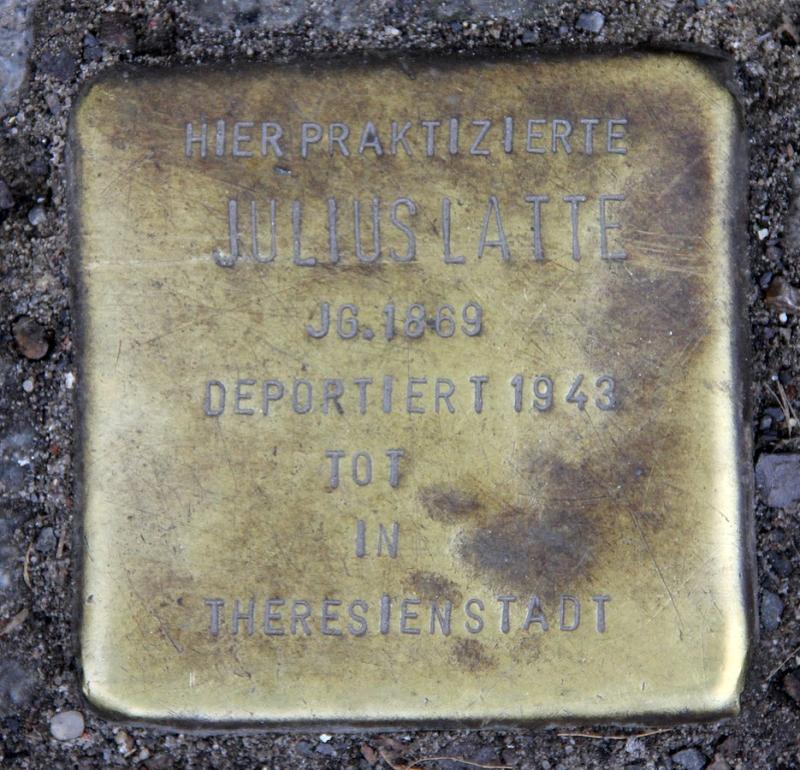 HIER PRAKTIZIERTE
JULIUS LATTE
JG. 1869
DEPORTIERT 1943
TOT
IN
THERESIENSTADT